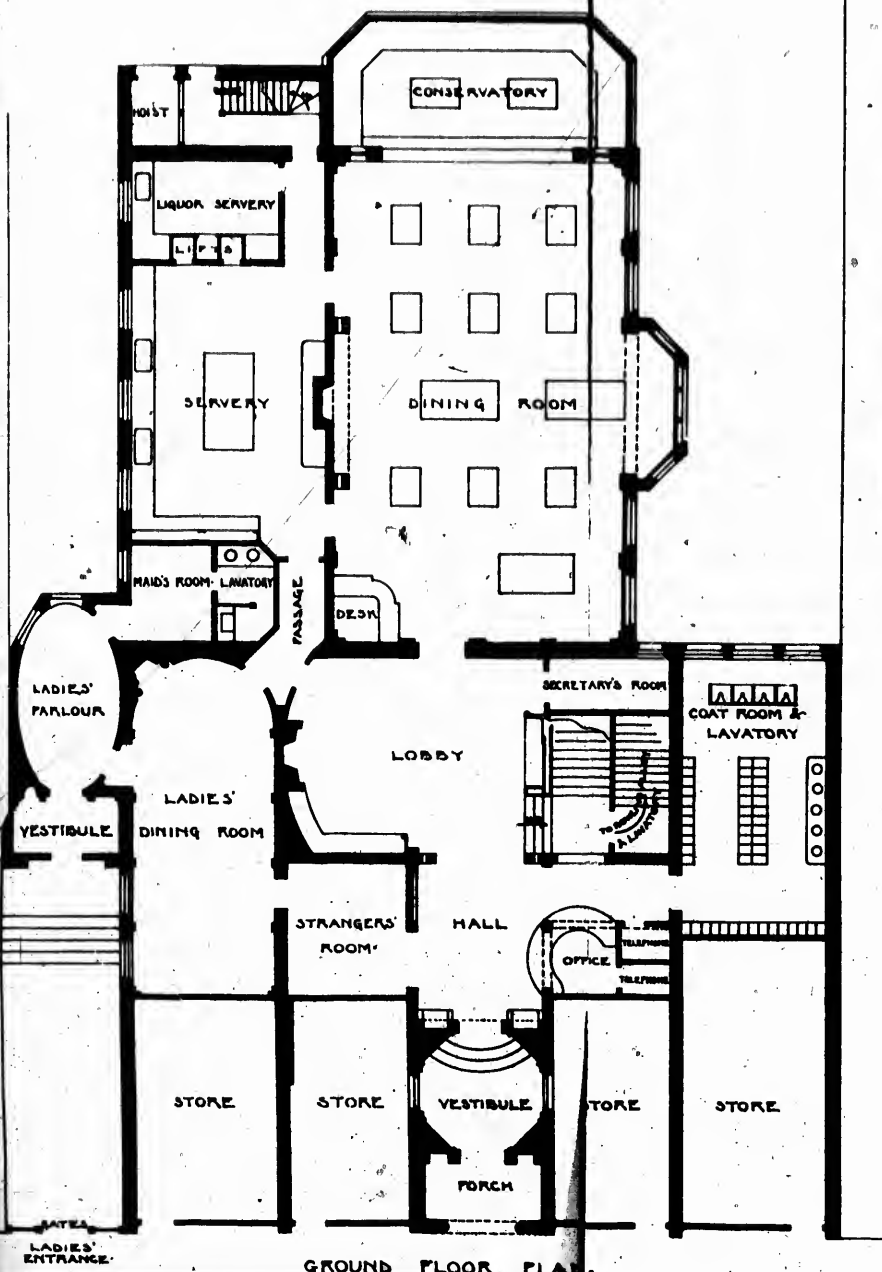 CONSERVATORY
HOIST
LIQUOR SERVERY
LIFTS
SERVERY
DINING ROOM
MAID'S ROOM.
LAVATORY
PASSAGE
DESK
LADIES'
PARLOUR
SECRETARY'S ROOM
COAT ROOM &
LAVATORY
LOBBY
LADIES'
DINING ROOM
VESTIBULE
TO
& LAVATORY
STRANGERS'
ROOM.
HALL
OFFICE
TELEPHONE
TELEPHONE
STORE
STORE
VESTIBULE
STORE
STORE
PORCH
GATES
LADIES'
ENTRANCE.
GROUND FLOOR PLAN.